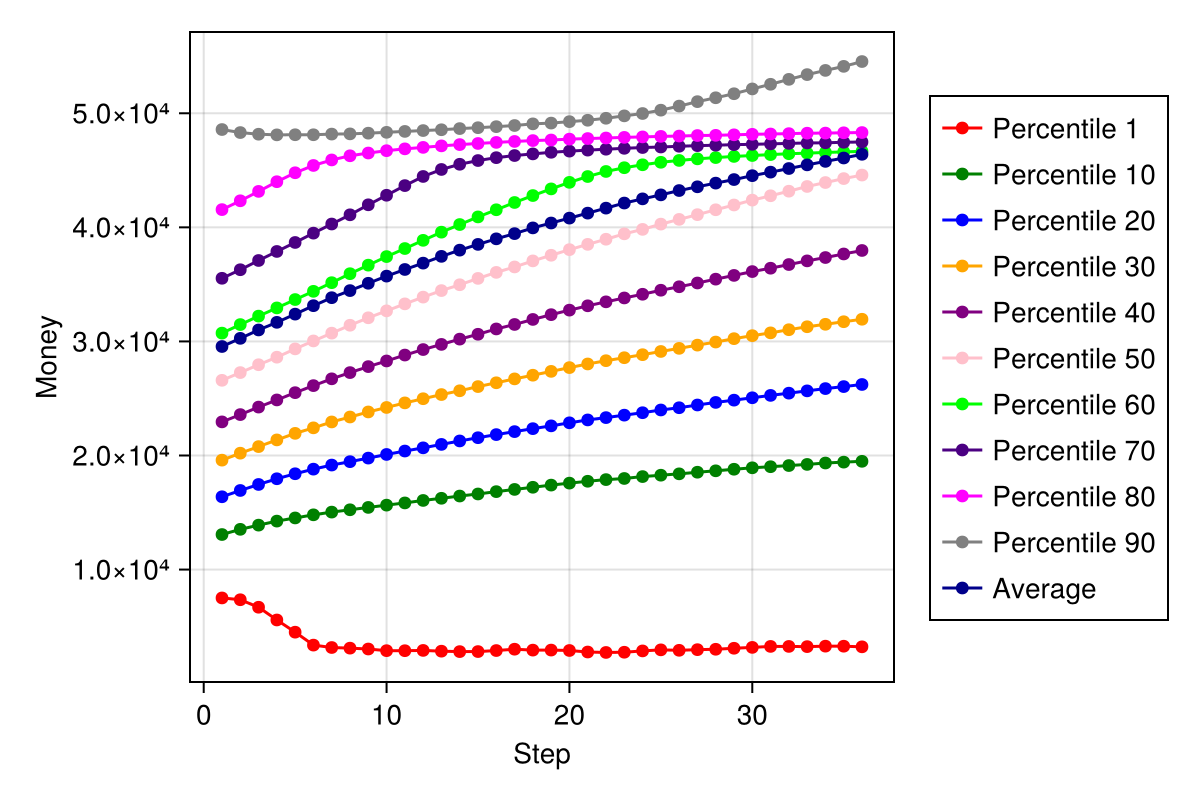 5.0×10⁴
4.0×10⁴
3.0×10⁴
2.0×10⁴
1.0×10⁴
Money
0 10 20 30
Step
Percentile 1
Percentile 10
Percentile 20
Percentile 30
Percentile 40
Percentile 50
Percentile 60
Percentile 70
Percentile 80
Percentile 90
Average